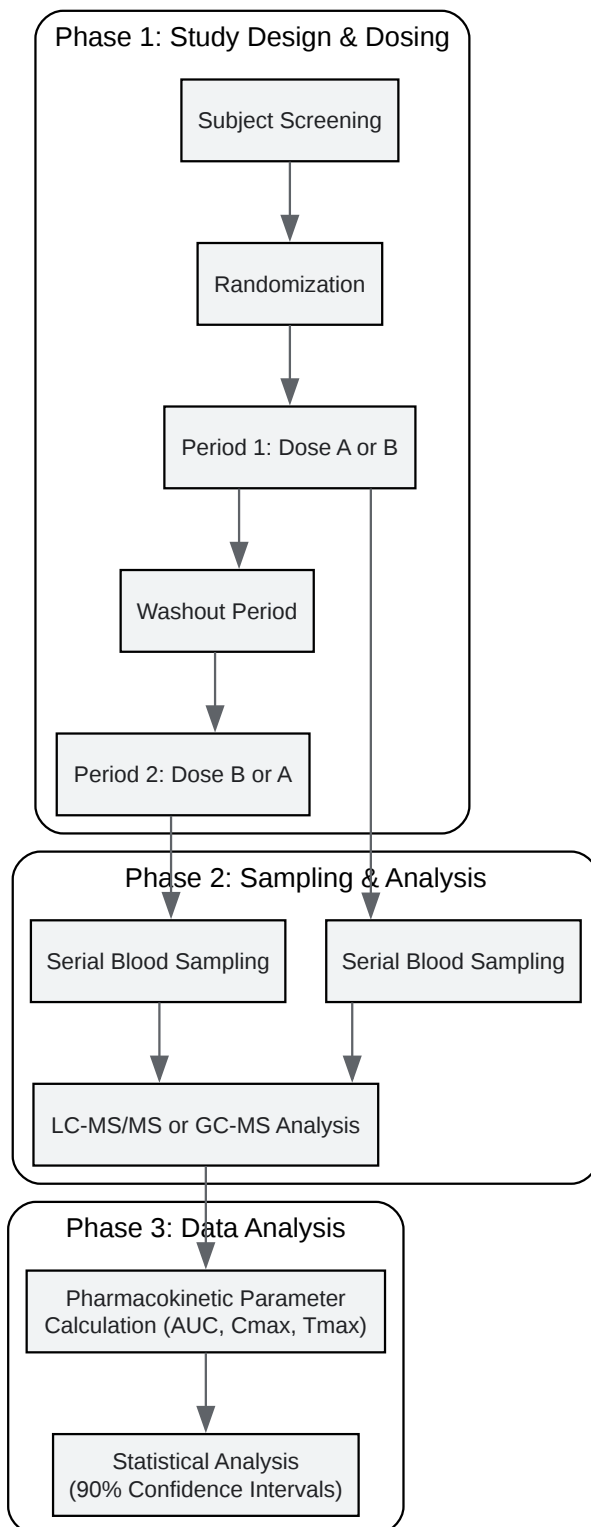 Phase 1: Study Design & Dosing
Subject Screening
Randomization
Period 1: Dose A or B
Washout Period
Period 2: Dose B or A
Phase 2: Sampling & Analysis
Serial Blood Sampling
Serial Blood Sampling
LC-MS/MS or GC-MS Analysis
Phase 3: Data Analysis
Pharmacokinetic Parameter
Calculation (AUC, Cmax, Tmax)
Statistical Analysis
(90% Confidence Intervals)